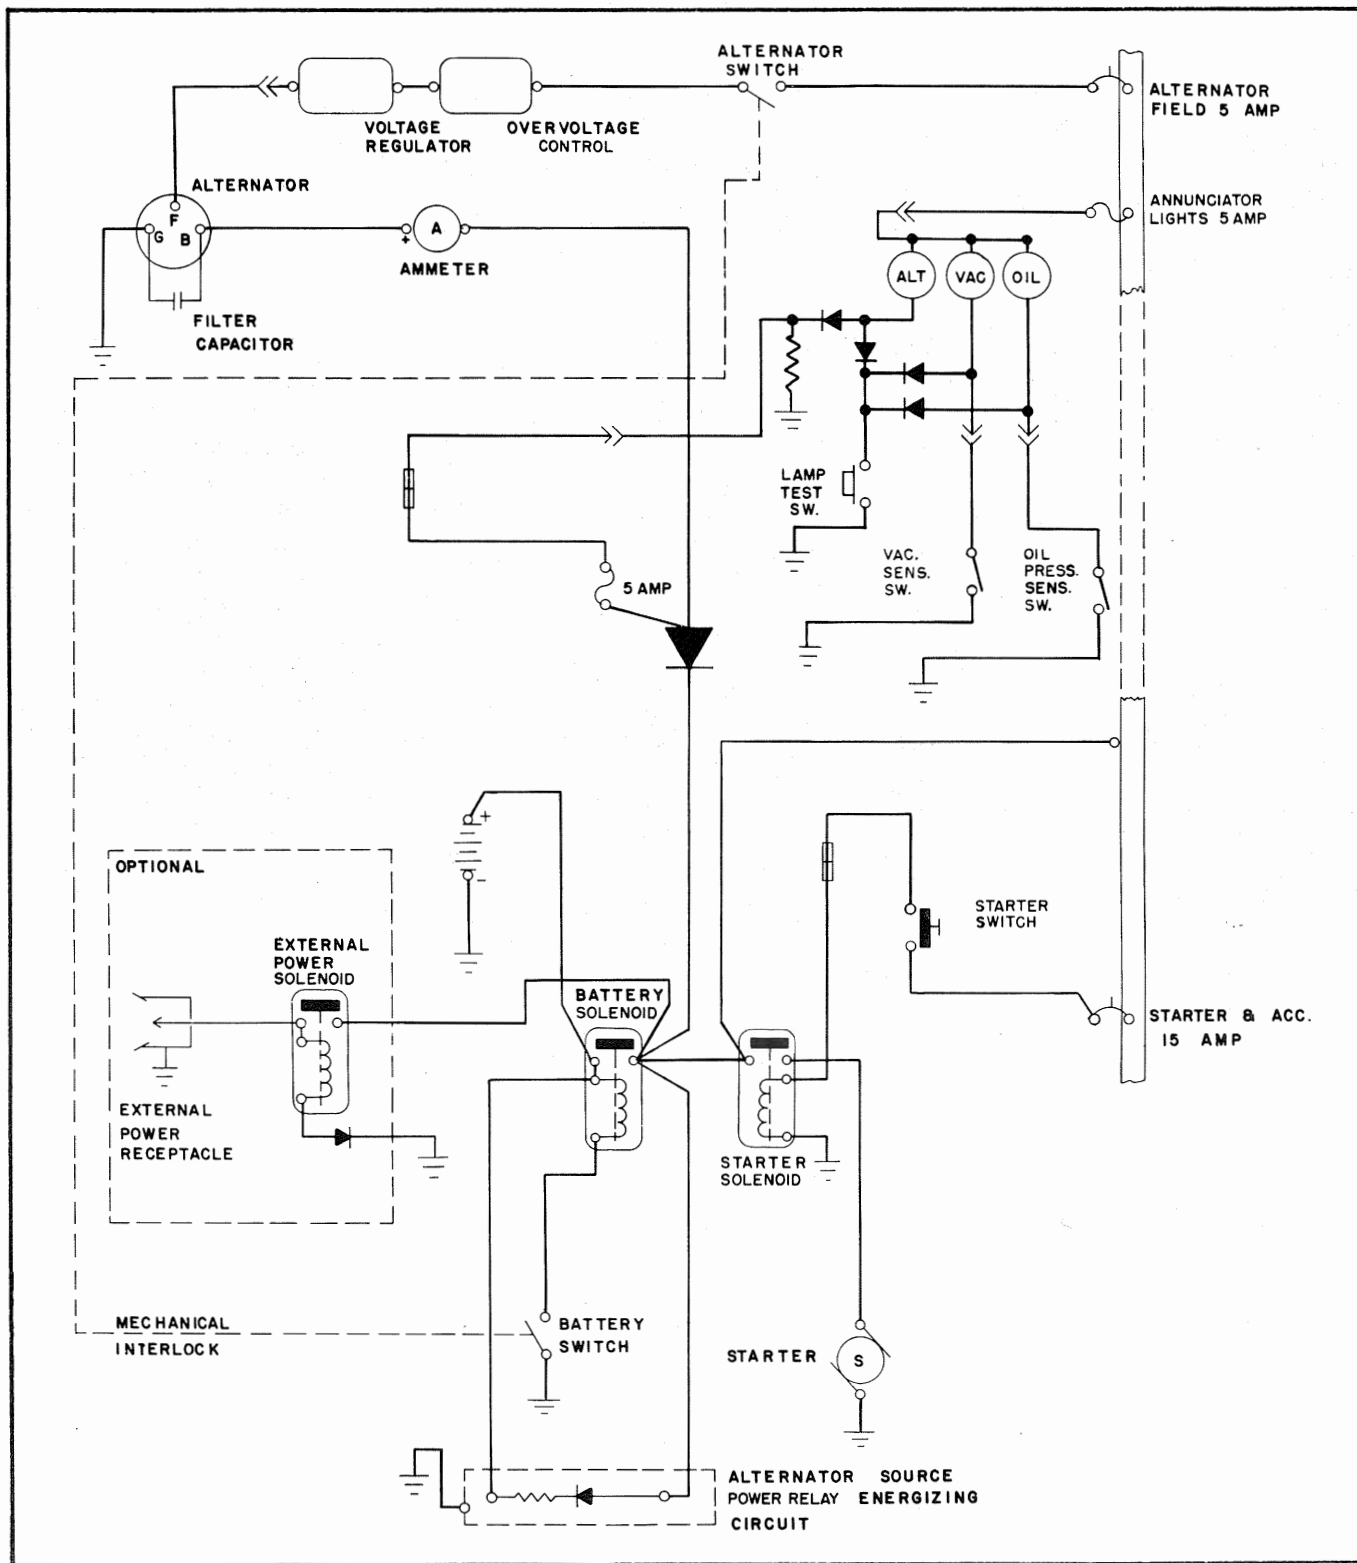 ALTERNATOR
SWITCH
ALTERNATOR
FIELD 5 AMP
VOLTAGE
REGULATOR
OVERVOLTAGE
CONTROL
ALTERNATOR
F
G B
A
+
AMMETER
ANNUNCIATOR
LIGHTS 5 AMP
ALT
VAC
OIL
FILTER
CAPACITOR
LAMP
TEST
SW.
VAC.
SENS.
SW.
OIL
PRESS.
SENS.
SW.
5 AMP
+
-
OPTIONAL
STARTER
SWITCH
EXTERNAL
POWER
SOLENOID
BATTERY
SOLENOID
STARTER & ACC.
15 AMP
EXTERNAL
POWER
RECEPTACLE
STARTER
SOLENOID
MECHANICAL
INTERLOCK
BATTERY
SWITCH
STARTER
S
ALTERNATOR SOURCE
POWER RELAY ENERGIZING
CIRCUIT